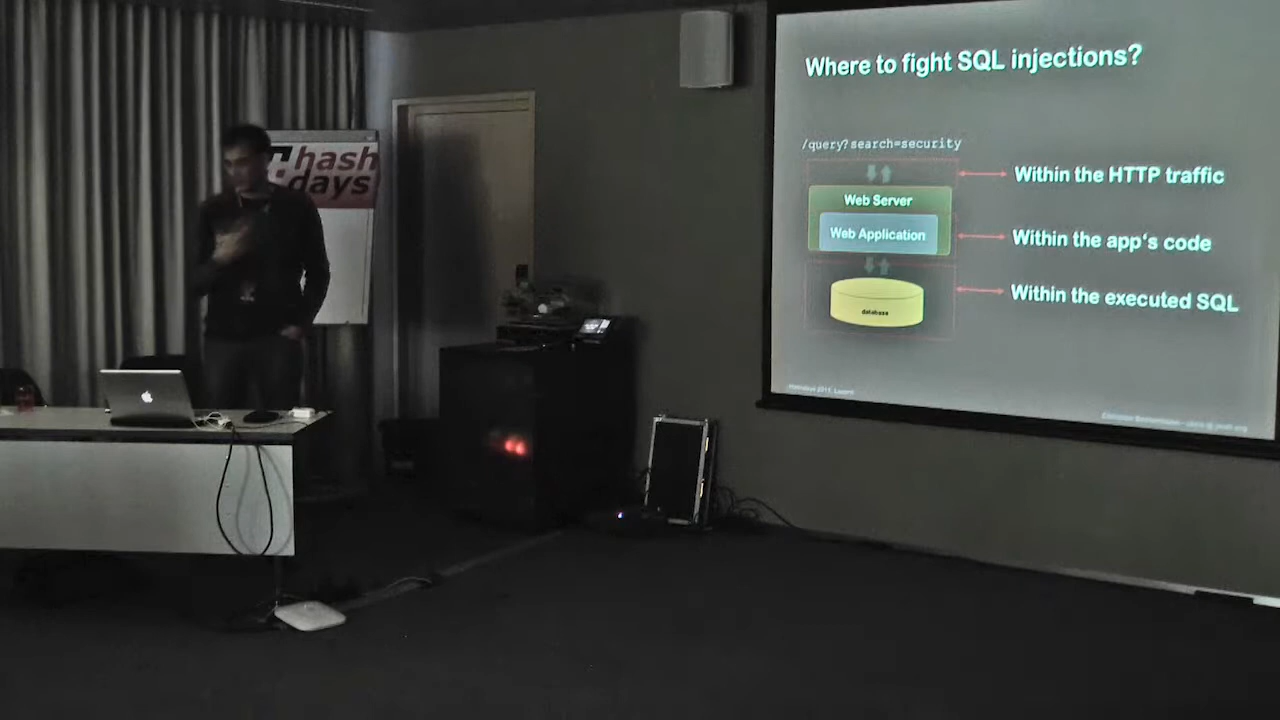 hash
days
Where to fight SQL injections?
/query?search=security
Within the HTTP traffic
Web Server
Web Application
Within the app's code
Within the executed SQL
database